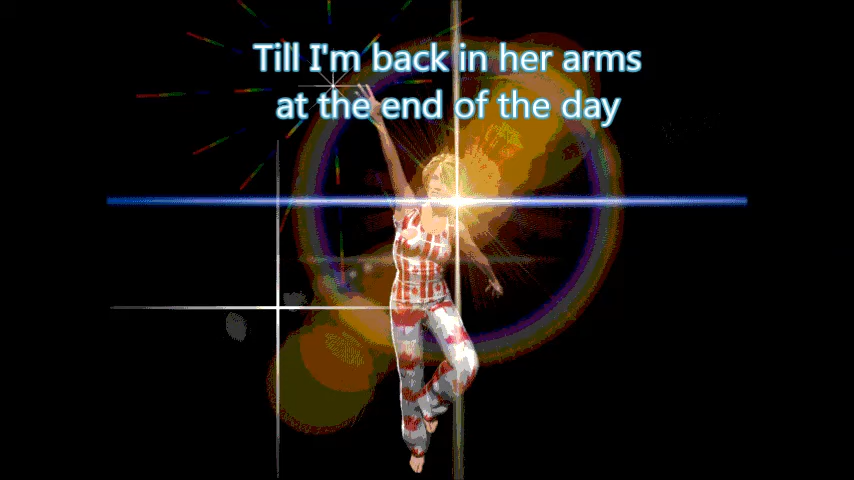 Till I'm back in her arms
at the end of the day